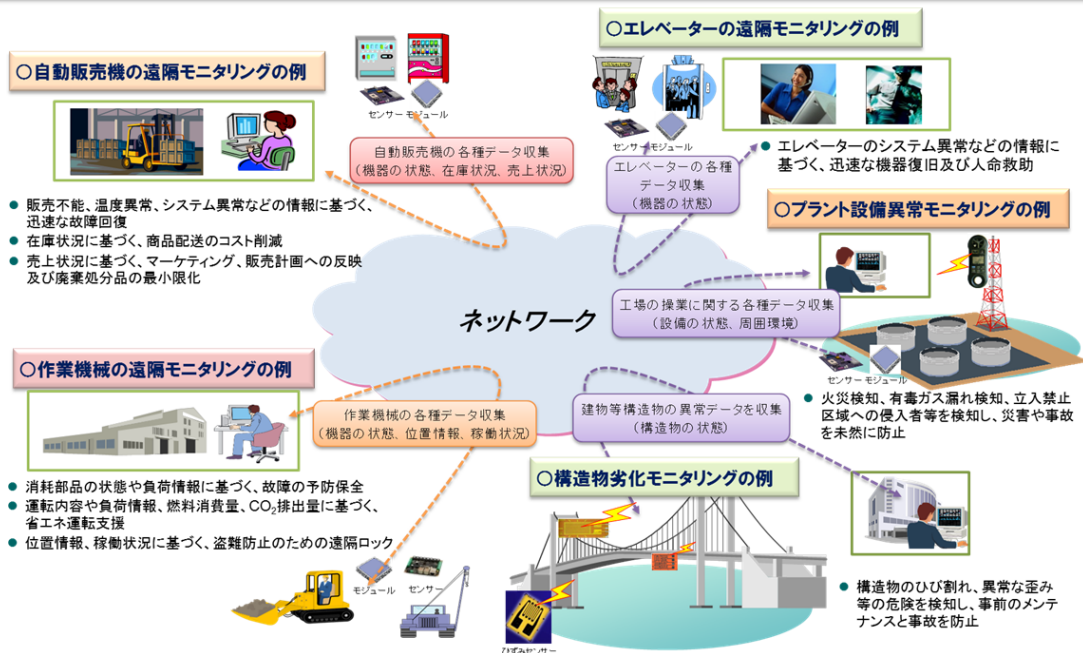 ○自動販売機の遠隔モニタリングの例
センサー モジュール
自動販売機の各種データ収集
(機器の状態、在庫状況、売上状況)
● 販売不能、温度異常、システム異常などの情報に基づく、
迅速な故障回復
● 在庫状況に基づく、商品配送のコスト削減
● 売上状況に基づく、マーケティング、販売計画への反映
及び廃棄処分品の最小限化
○エレベーターの遠隔モニタリングの例
センサー モジュール
エレベーターの各種
データ収集
(機器の状態)
● エレベーターのシステム異常などの情報に
基づく、迅速な機器復旧及び人命救助
○プラント設備異常モニタリングの例
工場の操業に関する各種データ収集
(設備の状態、周囲環境)
センサー モジュール
● 火災検知、有毒ガス漏れ検知、立入禁止
区域への侵入者等を検知し、災害や事故
を未然に防止
ネットワーク
○作業機械の遠隔モニタリングの例
作業機械の各種データ収集
(機器の状態、位置情報、稼働状況)
● 消耗部品の状態や負荷情報に基づく、故障の予防保全
● 運転内容や負荷情報、燃料消費量、CO₂排出量に基づく、
省エネ運転支援
● 位置情報、稼働状況に基づく、盗難防止のための遠隔ロック
モジュール
センサー
建物等構造物の異常データを収集
(構造物の状態)
○構造物劣化モニタリングの例
ひずみセンサー
● 構造物のひび割れ、異常な歪み
等の危険を検知し、事前のメンテ
ナンスと事故を防止